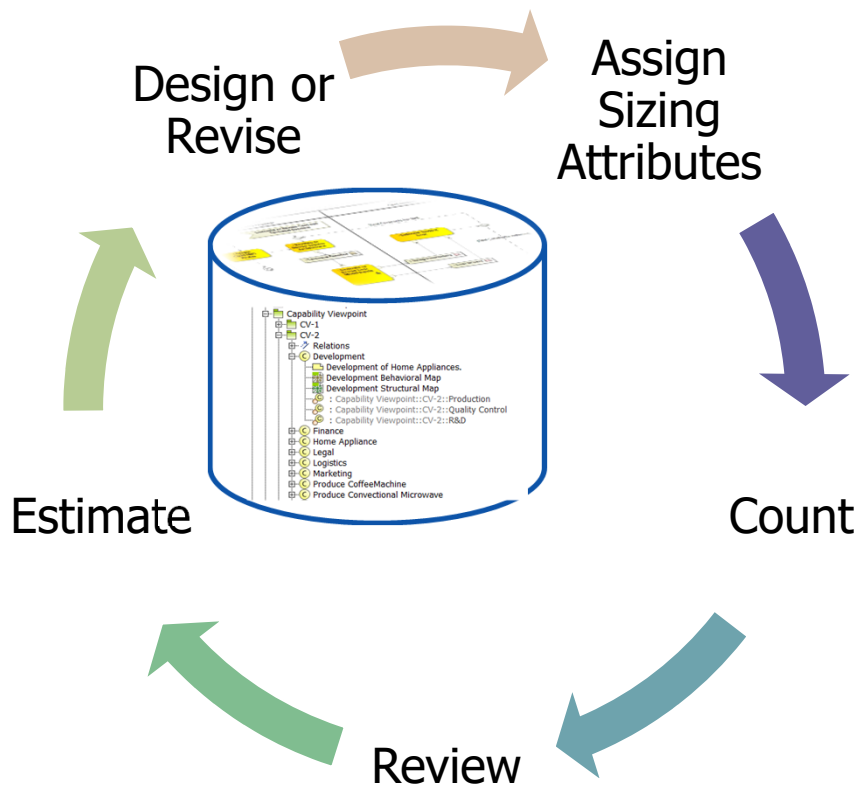 Design or
Revise
Assign
Sizing
Attributes
Capability Viewpoint
CV-1
CV-2
Relations
Development
Development of Home Appliances.
Development Behavioral Map
Development Structural Map
: Capability Viewpoint::CV-2::Production
: Capability Viewpoint::CV-2::Quality Control
: Capability Viewpoint::CV-2::R&D
Finance
Home Appliance
Legal
Logistics
Marketing
Produce CoffeeMachine
Produce Convectional Microwave
Estimate
Count
Review